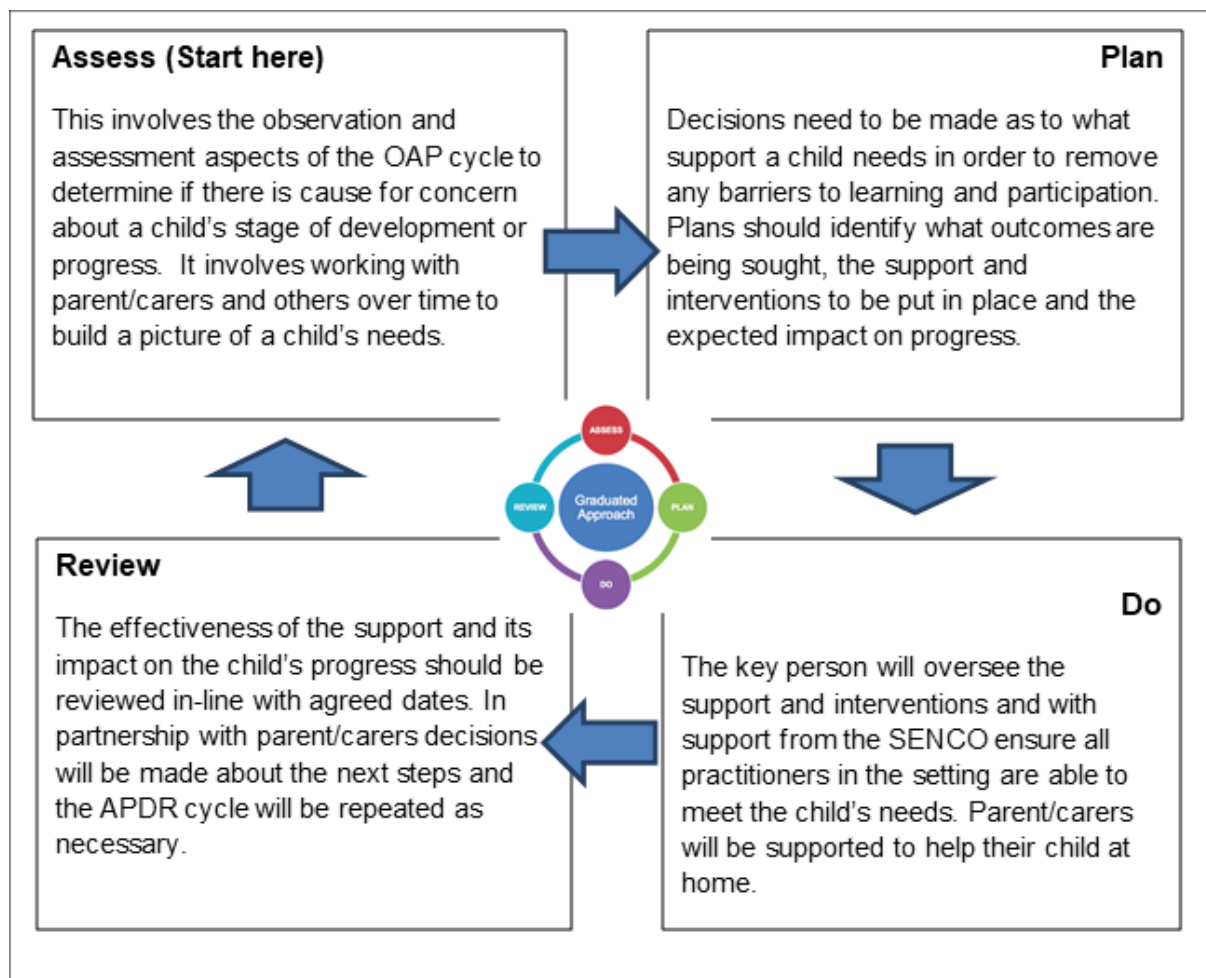 Assess (Start here)
This involves the observation and
assessment aspects of the OAP cycle to
determine if there is cause for concern
about a child's stage of development or
progress.  It involves working with
parent/carers and others over time to
build a picture of a child's needs.
Plan
Decisions need to be made as to what
support a child needs in order to remove
any barriers to learning and participation.
Plans should identify what outcomes are
being sought, the support and
interventions to be put in place and the
expected impact on progress.
ASSESS
REVIEW
Graduated
Approach
PLAN
DO
Review
The effectiveness of the support and its
impact on the child's progress should be
reviewed in-line with agreed dates. In
partnership with parent/carers decisions
will be made about the next steps and
the APDR cycle will be repeated as
necessary.
Do
The key person will oversee the
support and interventions and with
support from the SENCO ensure all
practitioners in the setting are able to
meet the child's needs. Parent/carers
will be supported to help their child at
home.